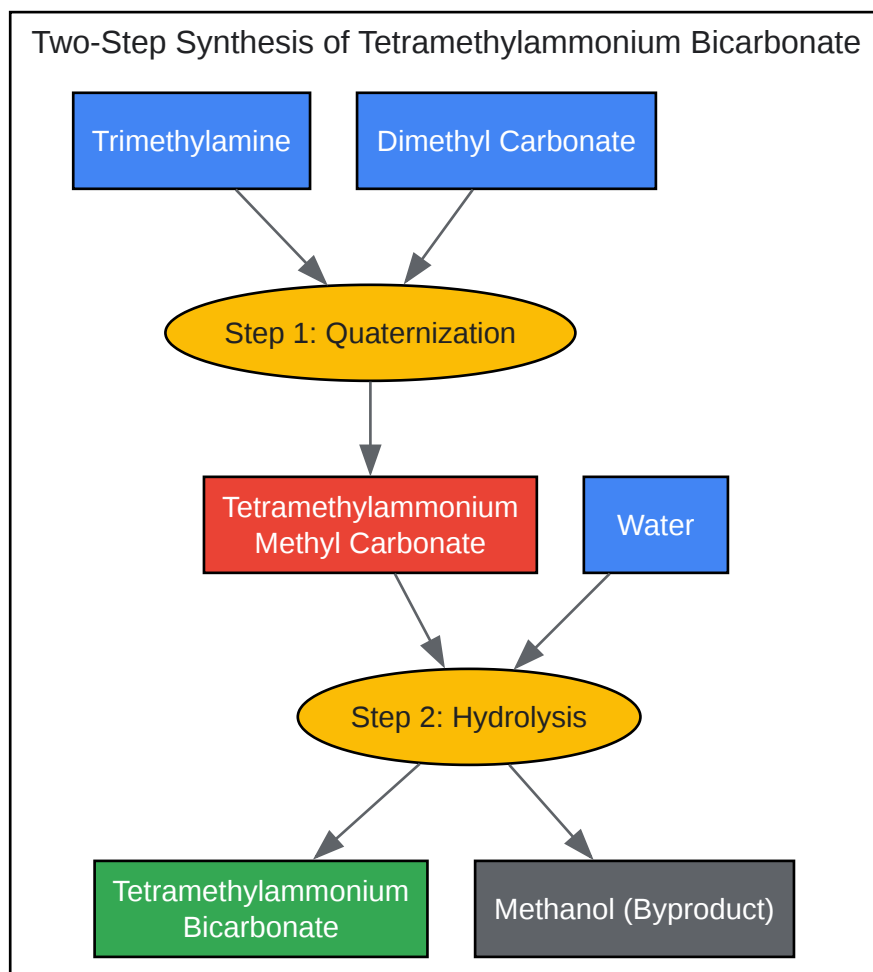 Two-Step Synthesis of Tetramethylammonium Bicarbonate
Trimethylamine
Dimethyl Carbonate
Step 1: Quaternization
Tetramethylammonium
Methyl Carbonate
Water
Step 2: Hydrolysis
Tetramethylammonium
Bicarbonate
Methanol (Byproduct)